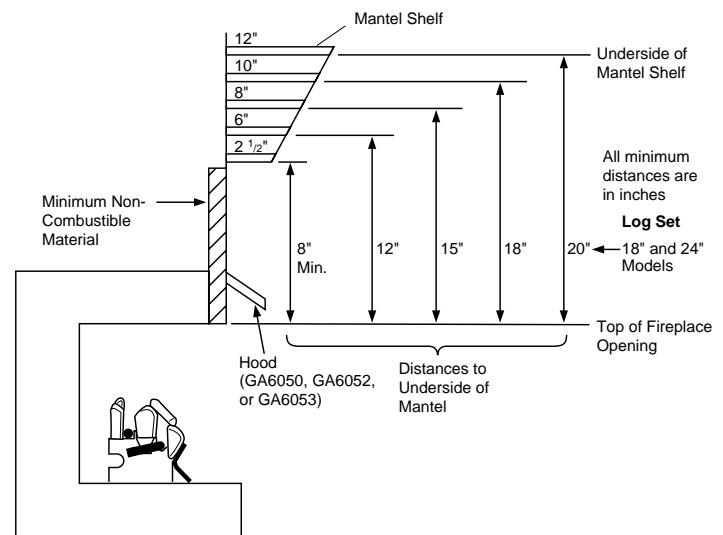 Mantel Shelf
12"
10"
8"
6"
2 1/2"
Underside of
Mantel Shelf
All minimum
distances are
in inches
Log Set
18" and 24"
Models
Minimum Non-
Combustible
Material
8"
Min.
12"
15"
18"
20"
Top of Fireplace
Opening
Hood
(GA6050, GA6052,
or GA6053)
Distances to
Underside of
Mantel